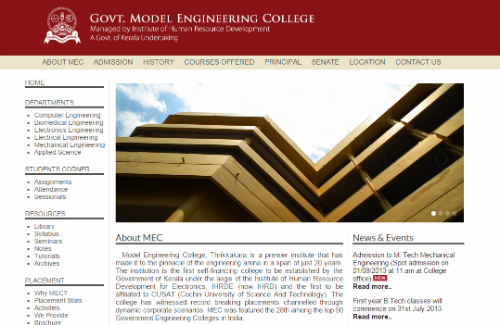 GOVT. MODEL ENGINEERING COLLEGE
Managed by Institute of Human Resource Development
A Govt. of Kerala Undertaking
ABOUT MEC ADMISSION HISTORY COURSES OFFERED PRINCIPAL SENATE LOCATION CONTACT US
HOME
DEPARTMENTS
Computer Engineering
Biomedical Engineering
Electronics Engineering
Electrical Engineering
Mechanical Engineering
Applied Science
STUDENTS CORNER
Assignments
Attendance
Sessionals
RESOURCES
Library
Syllabus
Seminars
Notes
Tutorials
Archives
PLACEMENT
Why MEC?
Placement Stats
Activities
We Provide
Brochure
About MEC
Model Engineering College, Thrikkakara is a premier institute that has
made it to the pinnacle of the engineering arena in a span of just 20 years.
The institution is the first self-financing college to be established by the
Government of Kerala under the aegis of the Institute of Human Resource
Development for Electronics, IHRDE (now IHRD) and the first to be
affiliated to CUSAT (Cochin University of Science And Technology). The
college has witnessed record breaking placements channelled through
dynamic corporate scenarios. MEC was featured the 28th among the top 50
Government Engineering Colleges in India.
News & Events
Admission to M. Tech Mechanical
Engineering (Spot admission on
01/08/2013 at 11.am at College
office) NEW
Read more..
First year B.Tech classes will
commence on 31st July 2013
Read more..